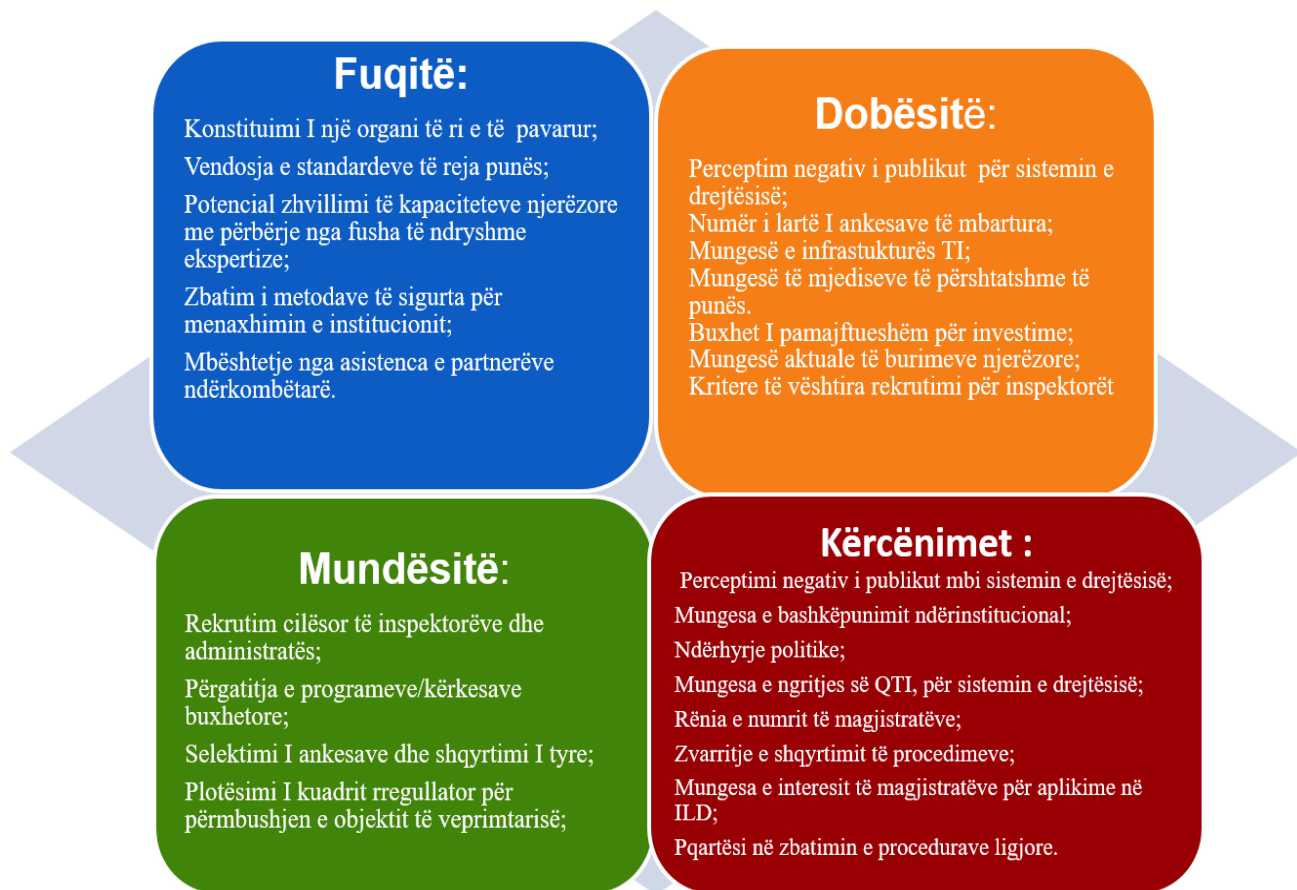 Fuqitë:
Konstituimi I një organi të ri e të pavarur;
Vendosja e standardeve të reja punës;
Potencial zhvillimi të kapaciteteve njerëzore
me përbërje nga fusha të ndryshme
ekspertize;
Zbatim i metodave të sigurta për
menaxhimin e institucionit;
Mbështetje nga asistenca e partnerëve
ndërkombëtarë.
Dobësitë:
Perceptim negativ i publikut për sistemin e
drejtësisë;
Numër i lartë I ankesave të mbartura;
Mungesë e infrastukturës TI;
Mungesë të mjediseve të përshtatshme të
punës.
Buxhet I pamajftueshëm për investime;
Mungesë aktuale të burimeve njerëzore;
Kritere të vështira rekrutimi për inspektorët
Mundësitë:
Rekrutim cilësor të inspektorëve dhe
administratës;
Përgatitja e programeve/kërkesave
buxhetore;
Selektimi I ankesave dhe shqyrtimi I tyre;
Plotësimi I kuadrit rregullator për
përmbushjen e objektit të veprimtarisë;
Kërcënimet :
Perceptimi negativ i publikut mbi sistemin e drejtësisë;
Mungesa e bashkëpunimit ndërinstitucional;
Ndërhyrje politike;
Mungesa e ngritjes së QTI, për sistemin e drejtësisë;
Rënia e numrit të magjistratëve;
Zvarritje e shqyrtimit të procedimeve;
Mungesa e interesit të magjistratëve për aplikime në
ILD;
Pqartësi në zbatimin e procedurave ligjore.